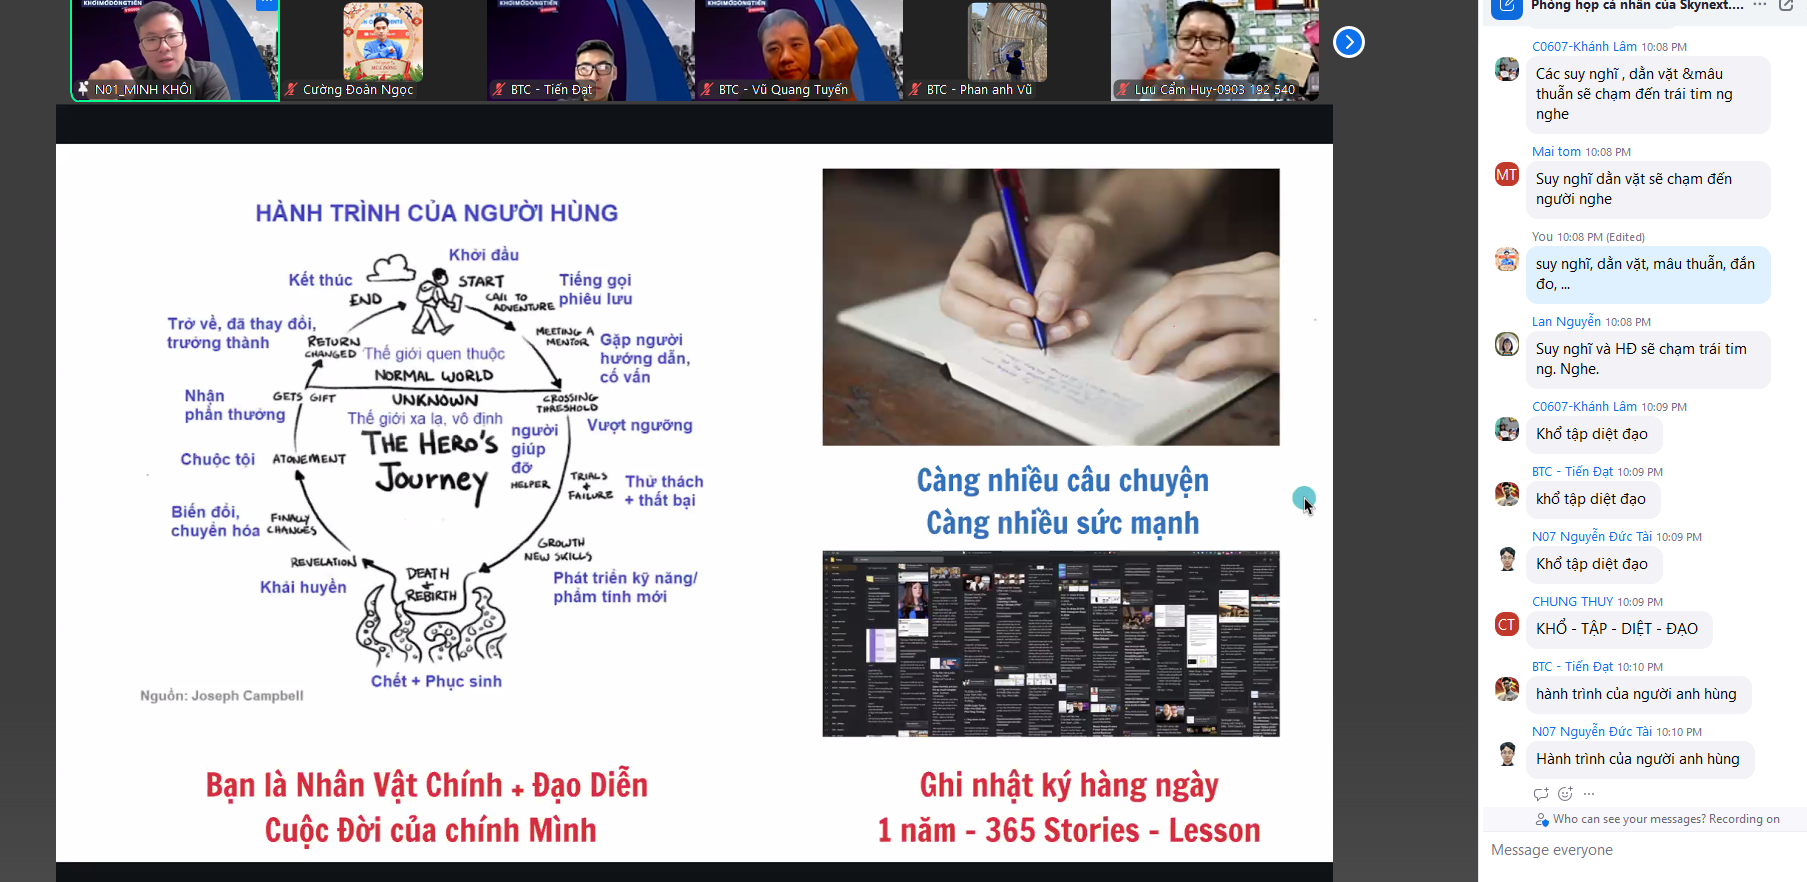 KHƠIMỞDÒNGTIỀN
KHƠIMỞDÒNGTIỀN
KHƠIMỞDÒNGTIỀN
N01_MINH KHÔI
Cường Đoàn Ngọc
BTC - Tiến Đạt
BTC - Vũ Quang Tuyến
BTC - Phan anh Vũ
Lưu Cẩm Huy-0903 192 540
HÀNH TRÌNH CỦA NGƯỜI HÙNG
Khởi đầu
START
Kết thúc
END
Tiếng gọi
phiêu lưu
CALL TO
ADVENTURE
Trở về, đã thay đổi,
trưởng thành
RETURN
CHANGED
Thế giới quen thuộc
NORMAL WORLD
MEETING A
MENTOR
Gặp người
hướng dẫn,
cố vấn
Nhận
phần thưởng
GETS GIFT
UNKNOWN
Thế giới xa lạ, vô định
CROSSING
THRESHOLD
Vượt ngưỡng
THE HERO'S
Journey
người
giúp
đỡ
HELPER
Chuộc tội
ATONEMENT
TRIALS
+
FAILURE
Thử thách
+ thất bại
Biến đổi,
chuyển hóa
FINALLY
CHANGES
GROWTH
NEW SKILLS
Phát triển kỹ năng/
phẩm tính mới
REVELATION
Khải huyền
DEATH
+
REBIRTH
Chết + Phục sinh
Nguồn: Joseph Campbell
Bạn là Nhân Vật Chính + Đạo Diễn
Cuộc Đời của chính Mình
Càng nhiều câu chuyện
Càng nhiều sức mạnh
Ghi nhật ký hàng ngày
1 năm - 365 Stories - Lesson
Phòng họp cá nhân của Skynext....
C0607-Khánh Lâm 10:08 PM
Các suy nghĩ , dằn vặt &mâu
thuẫn sẽ chạm đến trái tim ng
nghe
Mai tom 10:08 PM
MT
Suy nghĩ dằn vặt sẽ chạm đến
người nghe
You 10:08 PM (Edited)
suy nghĩ, dằn vặt, mâu thuẫn, đắn
đo, ...
Lan Nguyễn 10:08 PM
Suy nghĩ và HĐ sẽ chạm trái tim
ng. Nghe.
C0607-Khánh Lâm 10:09 PM
Khổ tập diệt đạo
BTC - Tiến Đạt 10:09 PM
khổ tập diệt đạo
N07 Nguyễn Đức Tài 10:09 PM
Khổ tập diệt đạo
CHUNG THUY 10:09 PM
CT
KHỔ - TẬP - DIỆT - ĐẠO
BTC - Tiến Đạt 10:10 PM
hành trình của người anh hùng
N07 Nguyễn Đức Tài 10:10 PM
Hành trình của người anh hùng
Who can see your messages? Recording on
Message everyone